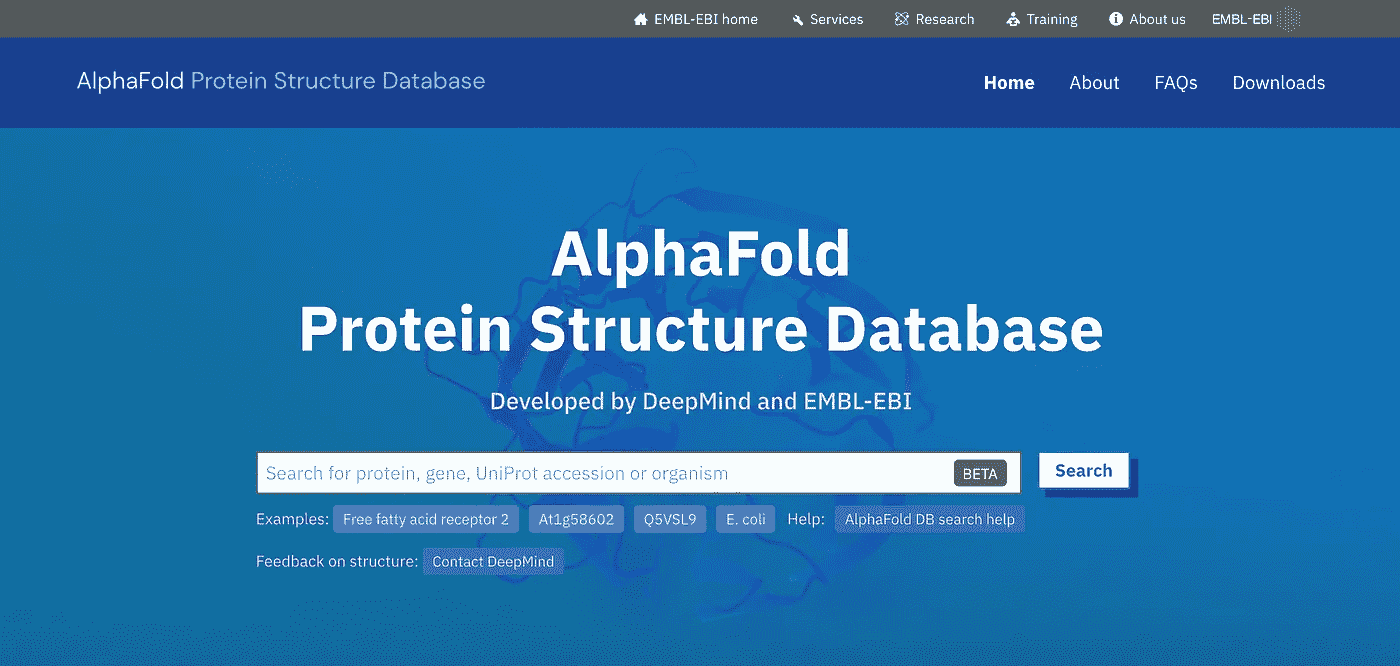 EMBL-EBI home Services Research Training About us EMBL-EBI
AlphaFold Protein Structure Database Home About FAQs Downloads
AlphaFold
Protein Structure Database
Developed by DeepMind and EMBL-EBI
Search for protein, gene, UniProt accession or organism BETA Search
Examples: Free fatty acid receptor 2 At1g58602 Q5VSL9 E. coli Help: AlphaFold DB search help
Feedback on structure: Contact DeepMind